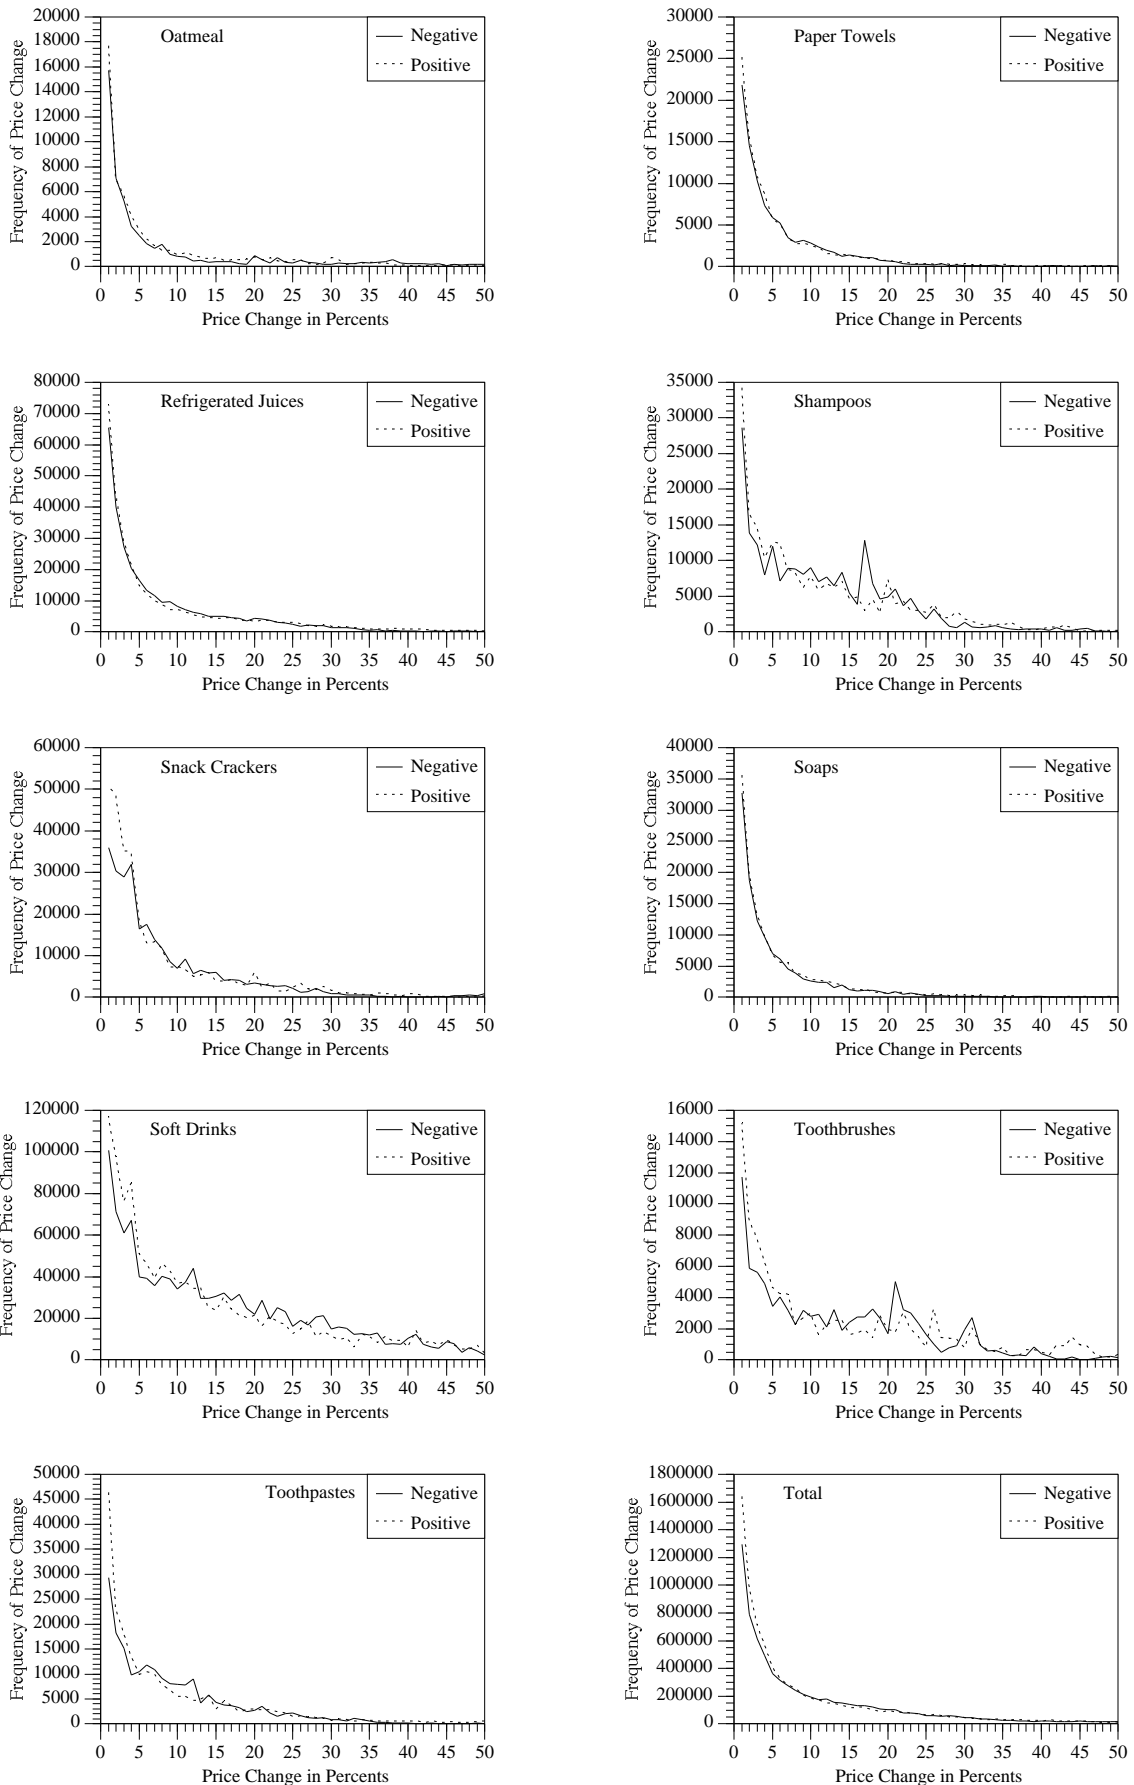 20000
18000
16000
14000
12000
10000
8000
6000
4000
2000
0
Frequency of Price Change
Oatmeal
Negative
Positive
0 5 10 15 20 25 30 35 40 45 50
Price Change in Percents
30000
25000
20000
15000
10000
5000
0
Frequency of Price Change
Paper Towels
Negative
Positive
0 5 10 15 20 25 30 35 40 45 50
Price Change in Percents
80000
70000
60000
50000
40000
30000
20000
10000
0
Frequency of Price Change
Refrigerated Juices
Negative
Positive
0 5 10 15 20 25 30 35 40 45 50
Price Change in Percents
35000
30000
25000
20000
15000
10000
5000
0
Frequency of Price Change
Shampoos
Negative
Positive
0 5 10 15 20 25 30 35 40 45 50
Price Change in Percents
60000
50000
40000
30000
20000
10000
0
Frequency of Price Change
Snack Crackers
Negative
Positive
0 5 10 15 20 25 30 35 40 45 50
Price Change in Percents
40000
35000
30000
25000
20000
15000
10000
5000
0
Frequency of Price Change
Soaps
Negative
Positive
0 5 10 15 20 25 30 35 40 45 50
Price Change in Percents
120000
100000
80000
60000
40000
20000
0
Frequency of Price Change
Soft Drinks
Negative
Positive
0 5 10 15 20 25 30 35 40 45 50
Price Change in Percents
16000
14000
12000
10000
8000
6000
4000
2000
0
Frequency of Price Change
Toothbrushes
Negative
Positive
0 5 10 15 20 25 30 35 40 45 50
Price Change in Percents
50000
45000
40000
35000
30000
25000
20000
15000
10000
5000
0
Frequency of Price Change
Toothpastes
Negative
Positive
0 5 10 15 20 25 30 35 40 45 50
Price Change in Percents
1800000
1600000
1400000
1200000
1000000
800000
600000
400000
200000
0
Frequency of Price Change
Total
Negative
Positive
0 5 10 15 20 25 30 35 40 45 50
Price Change in Percents